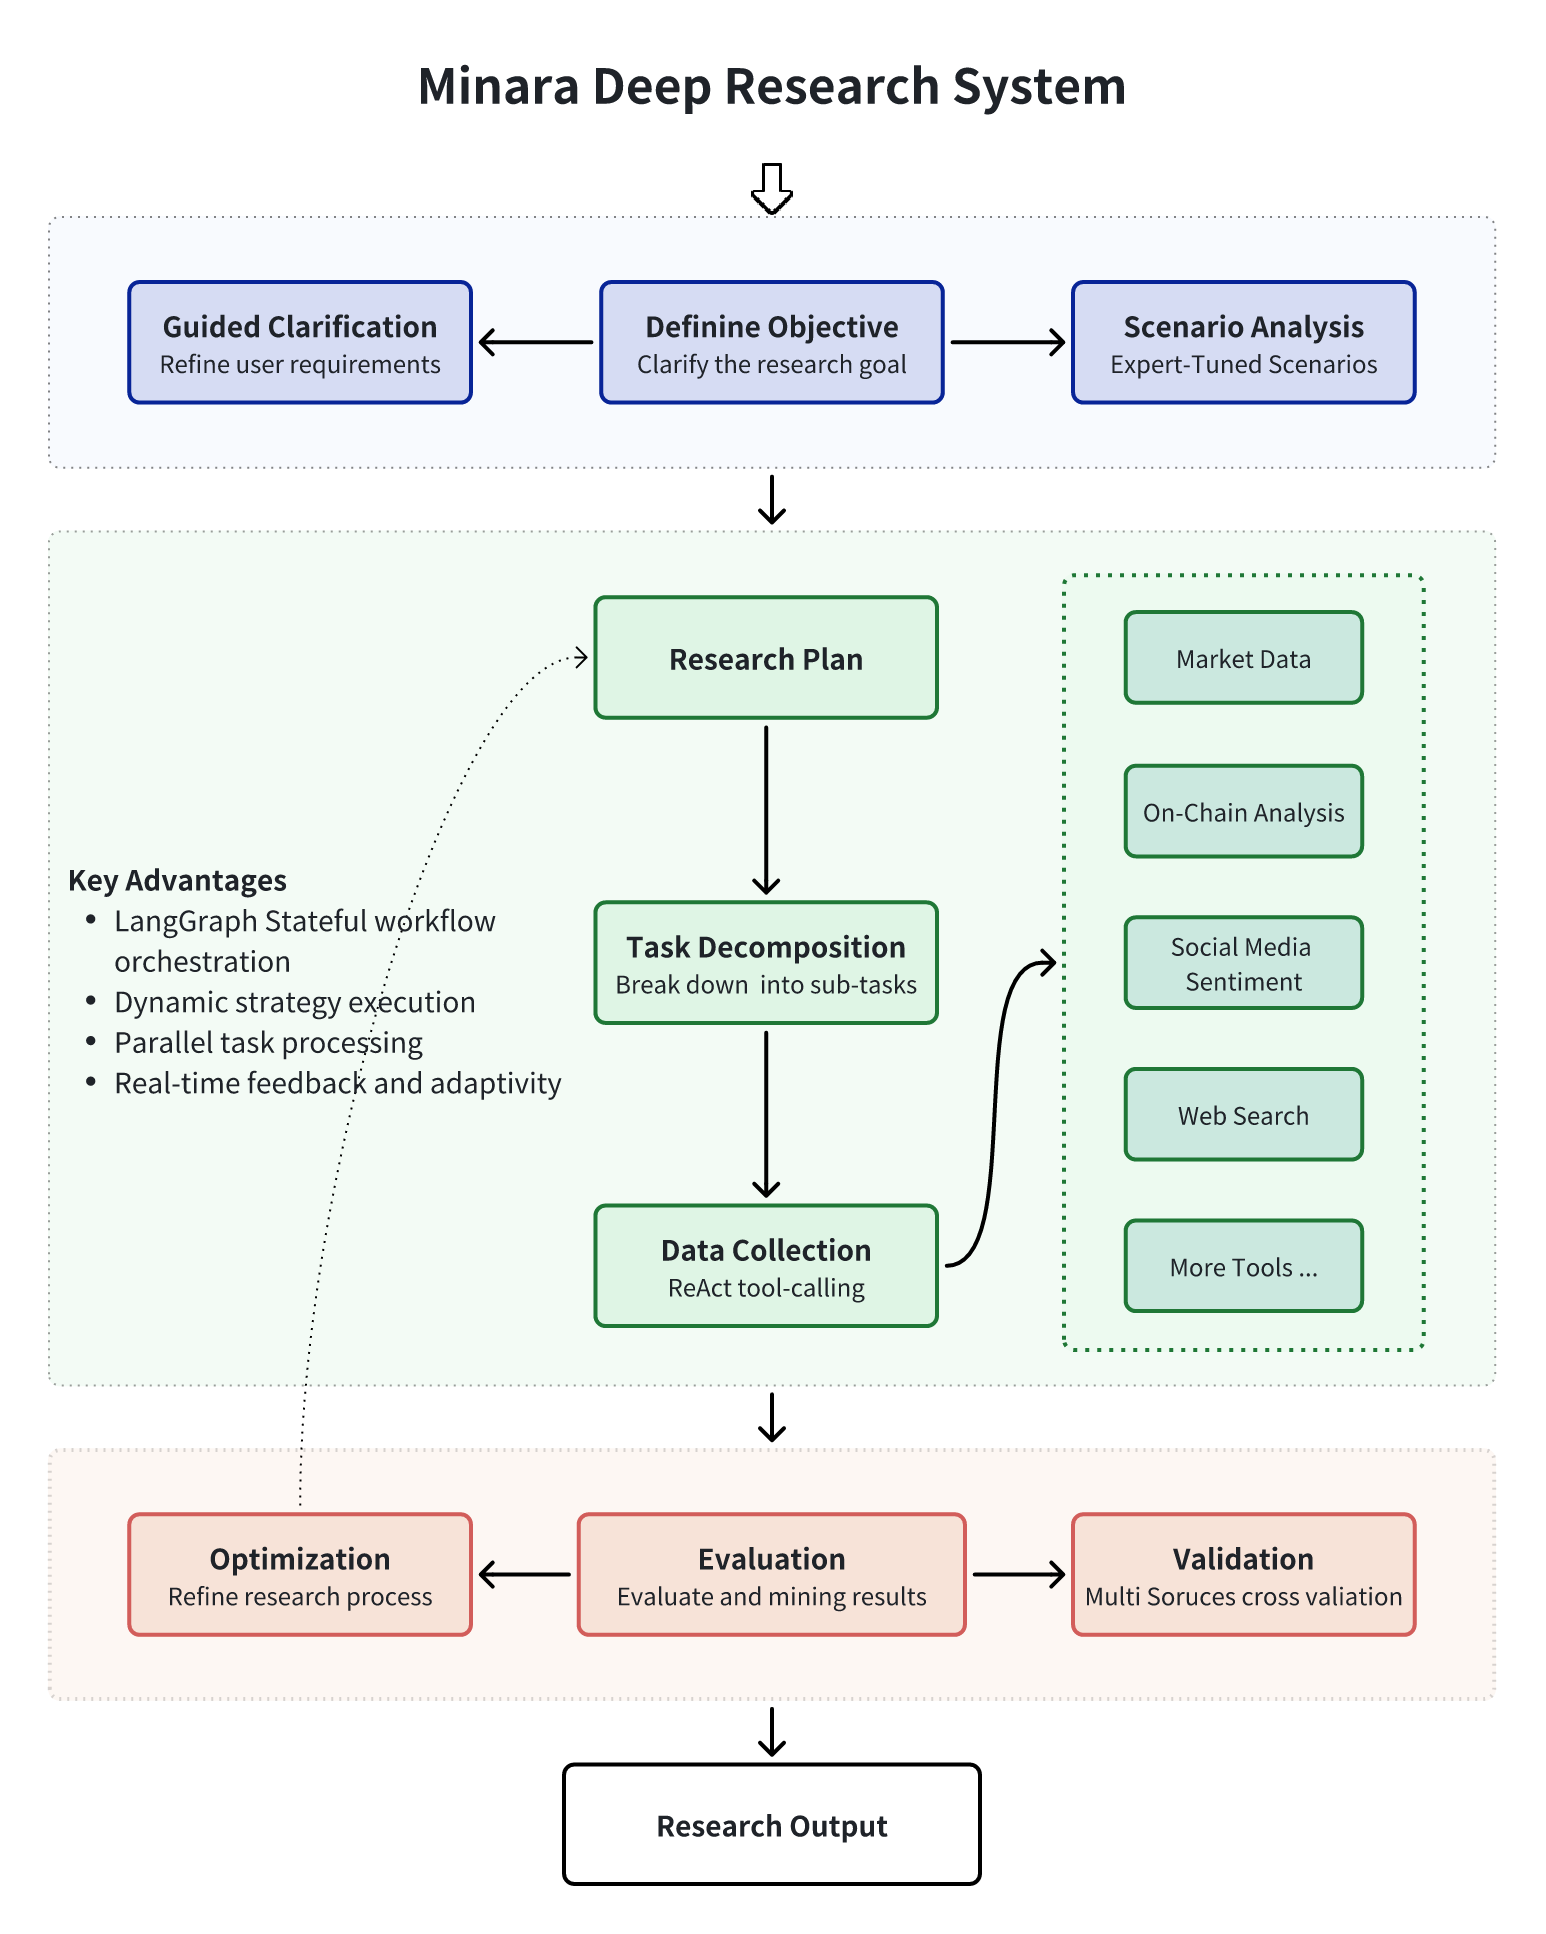 Minara Deep Research System
Guided Clarification
Refine user requirements
Definine Objective
Clarify the research goal
Scenario Analysis
Expert-Tuned Scenarios
Research Plan
Key Advantages
• LangGraph Stateful workflow
orchestration
• Dynamic strategy execution
• Parallel task processing
• Real-time feedback and adaptivity
Task Decomposition
Break down  into sub-tasks
Data Collection
ReAct tool-calling
Market Data
On-Chain Analysis
Social Media
Sentiment
Web Search
More Tools ...
Optimization
Refine research process
Evaluation
Evaluate and mining results
Validation
Multi Soruces cross valiation
Research Output